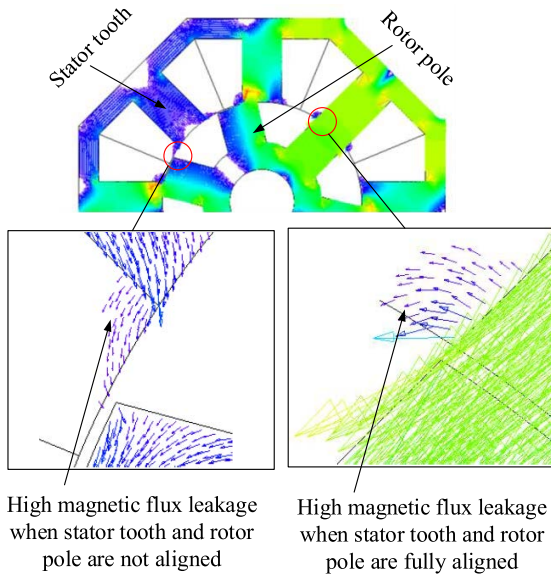 Stator tooth
Rotor pole
High magnetic flux leakage
when stator tooth and rotor
pole are not aligned
High magnetic flux leakage
when stator tooth and rotor
pole are fully aligned